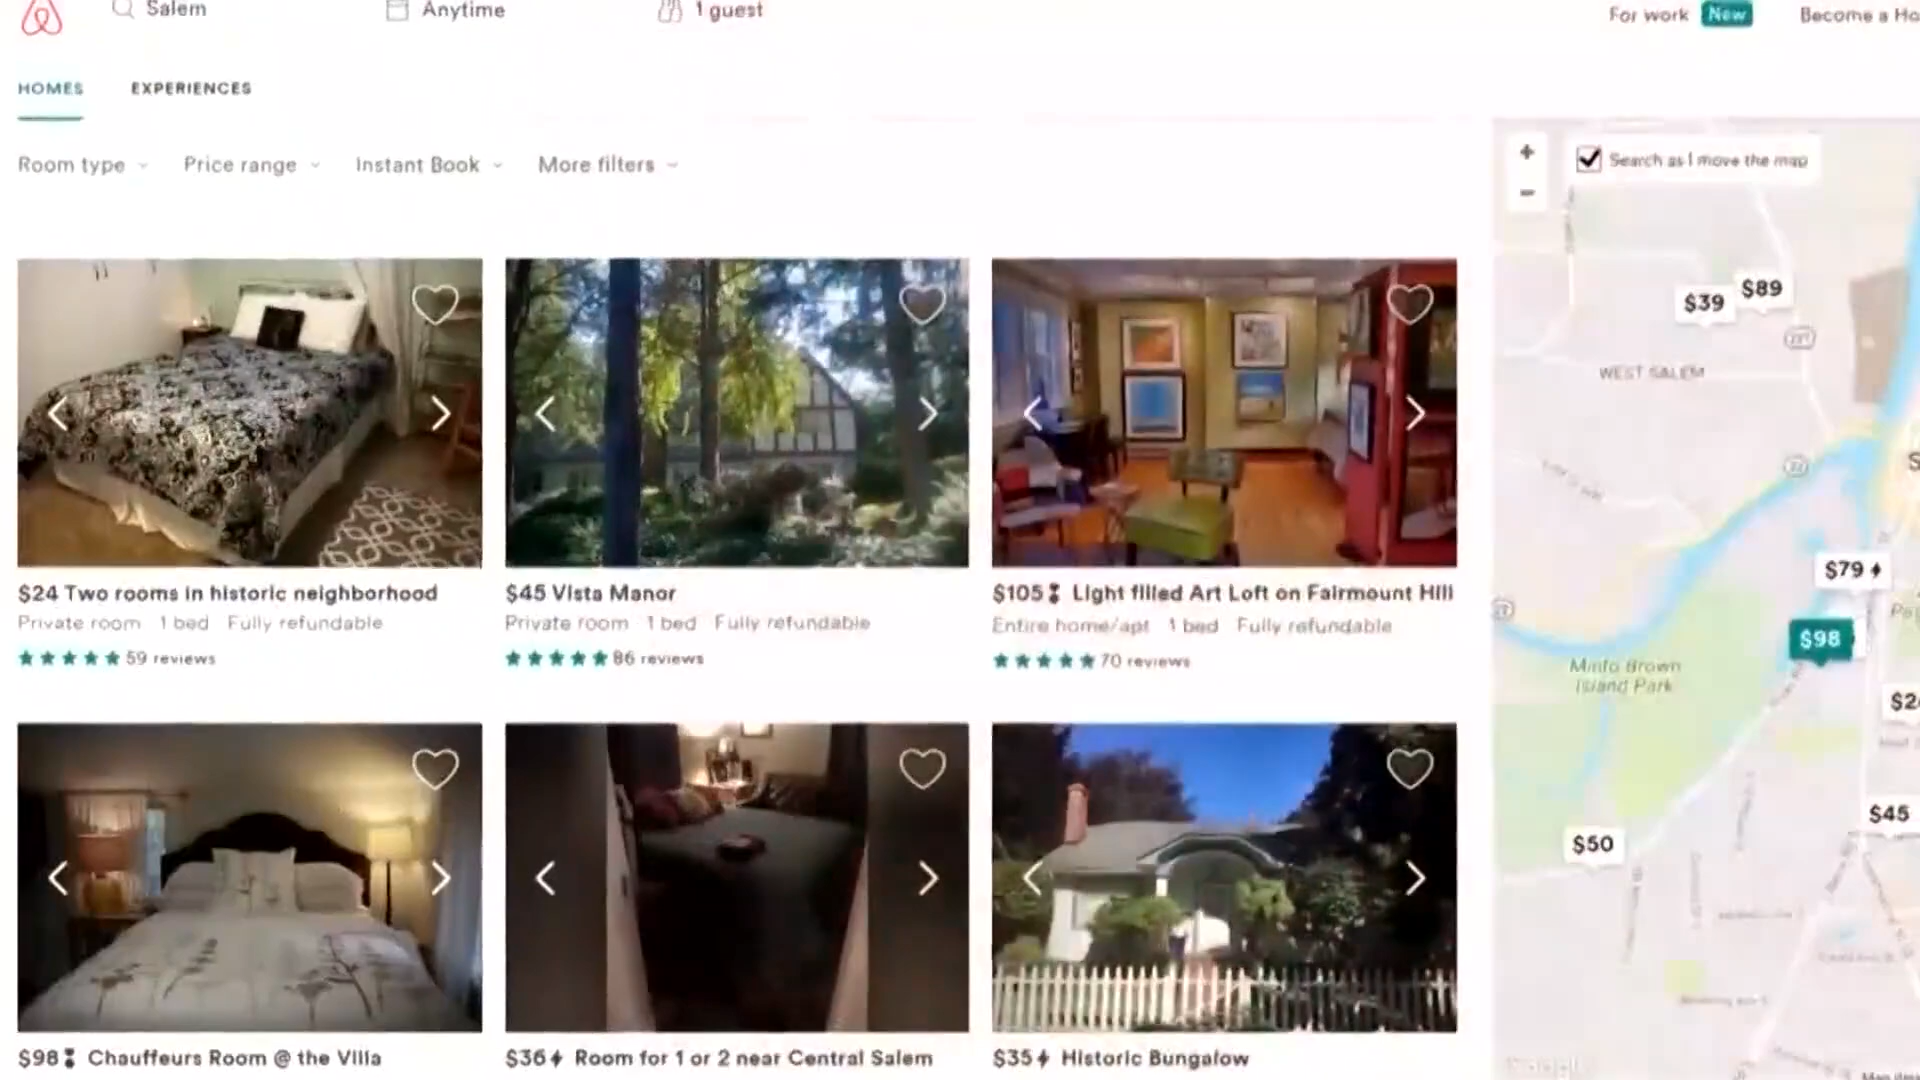 Salem
Anytime
1 guest
For work New
Become a Ho
HOMES
EXPERIENCES
Room type
Price range
Instant Book
More filters
Search as I move the map
$24 Two rooms in historic neighborhood
Private room 1 bed Fully refundable
59 reviews
$45 Vista Manor
Private room 1 bed Fully refundable
86 reviews
$105 Light filled Art Loft on Fairmount Hill
Entire home/apt 1 bed Fully refundable
70 reviews
$98 Chauffeurs Room @ the Villa
$36 Room for 1 or 2 near Central Salem
$35 Historic Bungalow
$39
$89
WEST SALEM
22
$79
$98
Minto Brown
Island Park
$2
$45
$50
Google